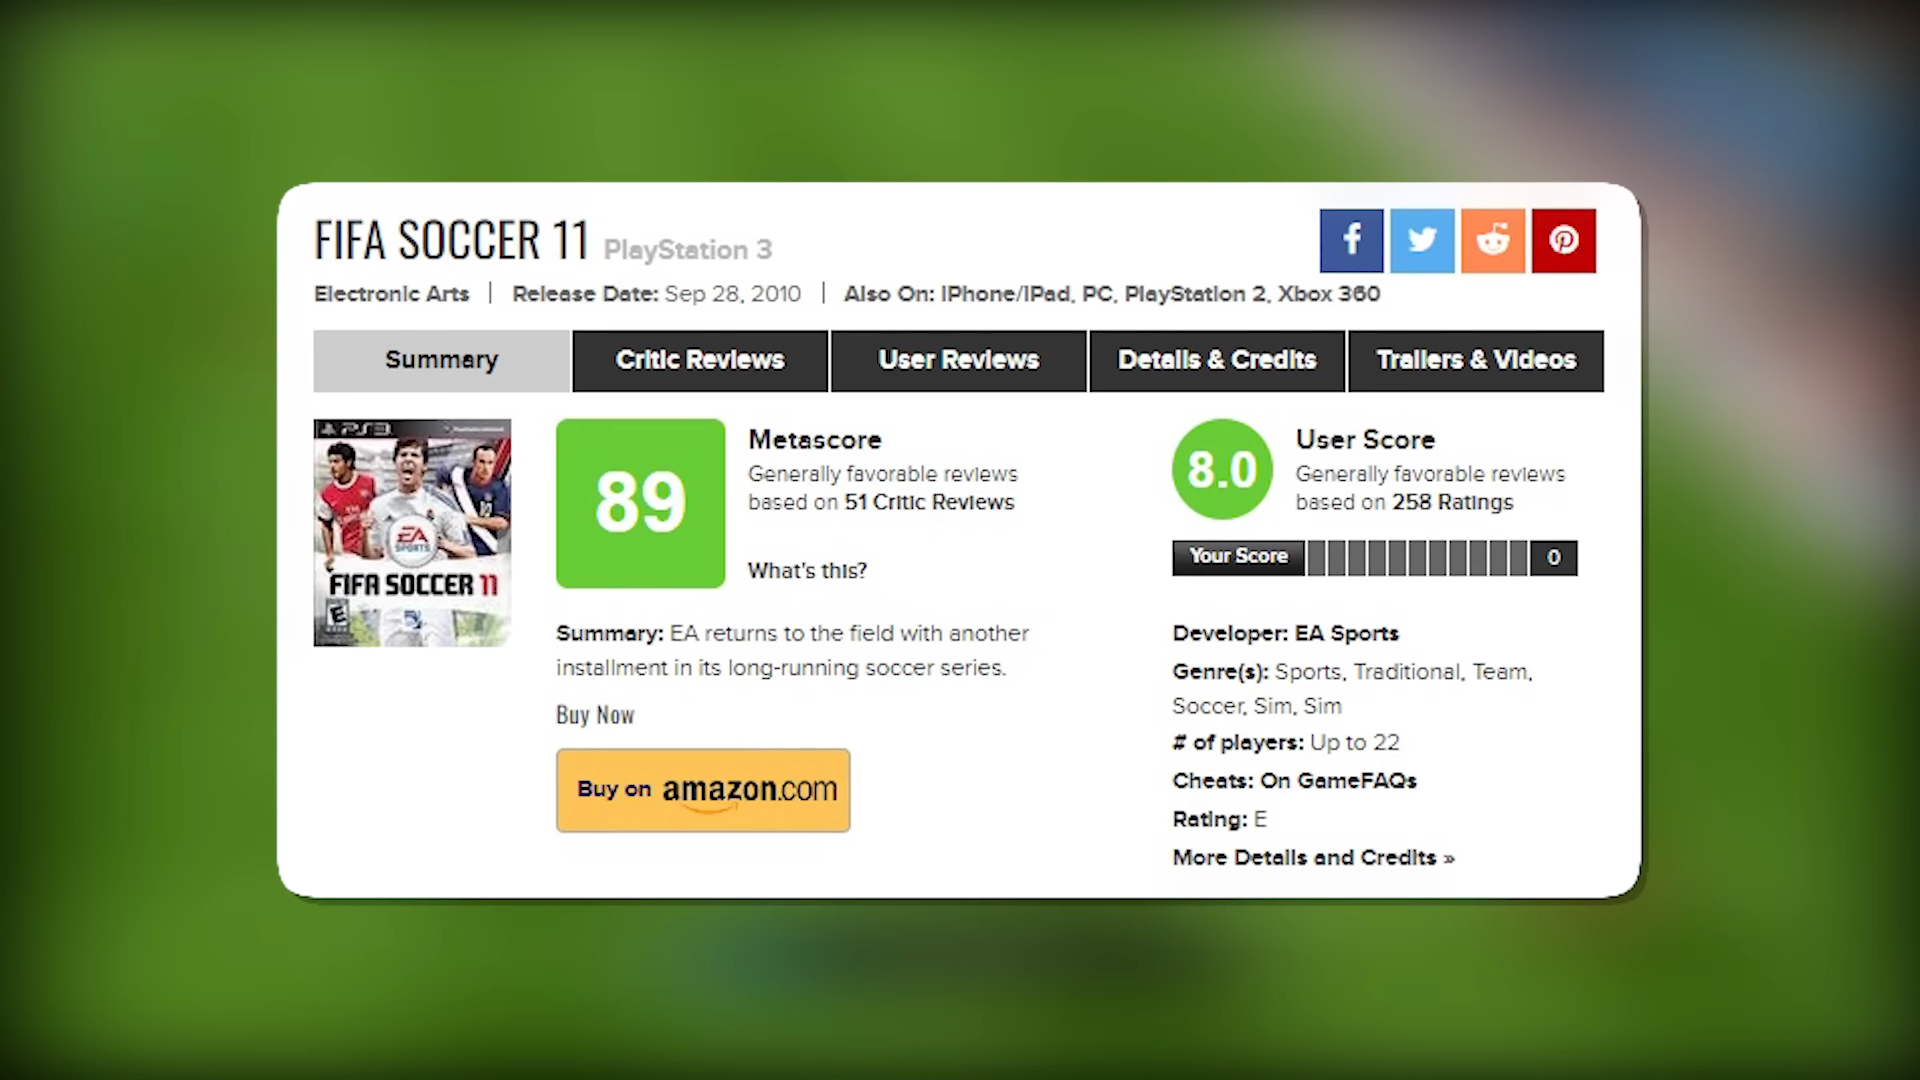 FIFA SOCCER 11 PlayStation 3
Electronic Arts | Release Date: Sep 28, 2010 | Also On: iPhone/iPad, PC, PlayStation 2, Xbox 360
Summary
Critic Reviews
User Reviews
Details & Credits
Trailers & Videos
PS3
EA
SPORTS
FIFA SOCCER 11
E
89
Metascore
Generally favorable reviews
based on 51 Critic Reviews
What's this?
Summary: EA returns to the field with another
installment in its long-running soccer series.
Buy Now
Buy on amazon.com
8.0
User Score
Generally favorable reviews
based on 258 Ratings
Your Score 0
Developer: EA Sports
Genre(s): Sports, Traditional, Team,
Soccer, Sim, Sim
# of players: Up to 22
Cheats: On GameFAQs
Rating: E
More Details and Credits »